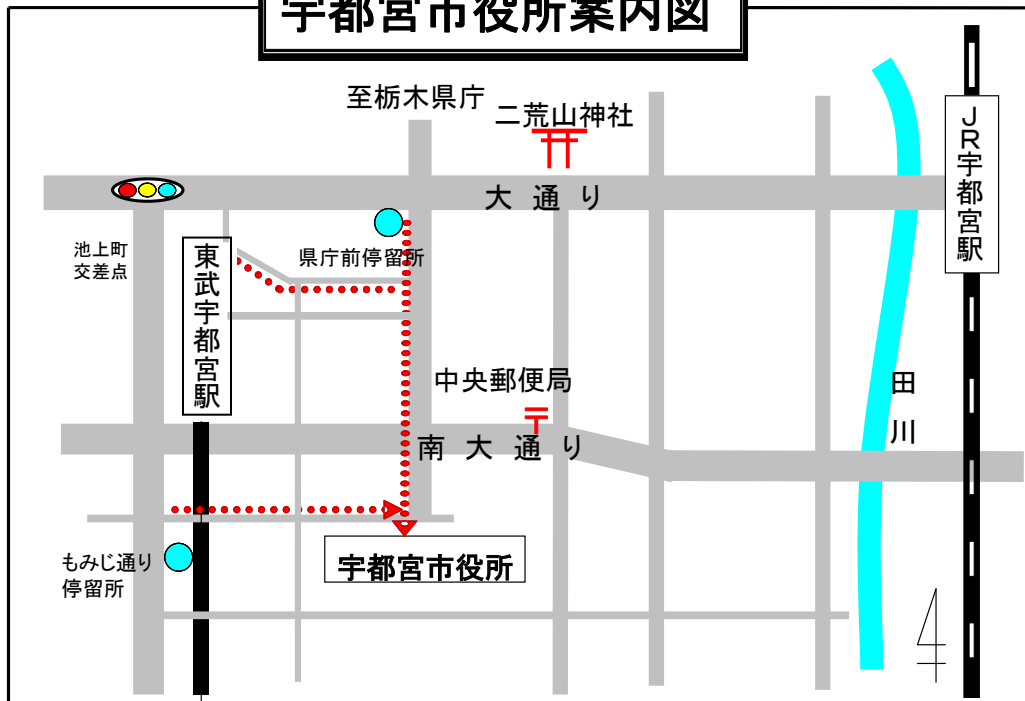 宇都宮市役所案内図
至栃木県庁
二荒山神社
大通り
池上町
交差点
県庁前停留所
東武宇都宮駅
JR宇都宮駅
中央郵便局
田川
南大通り
もみじ通り
停留所
宇都宮市役所